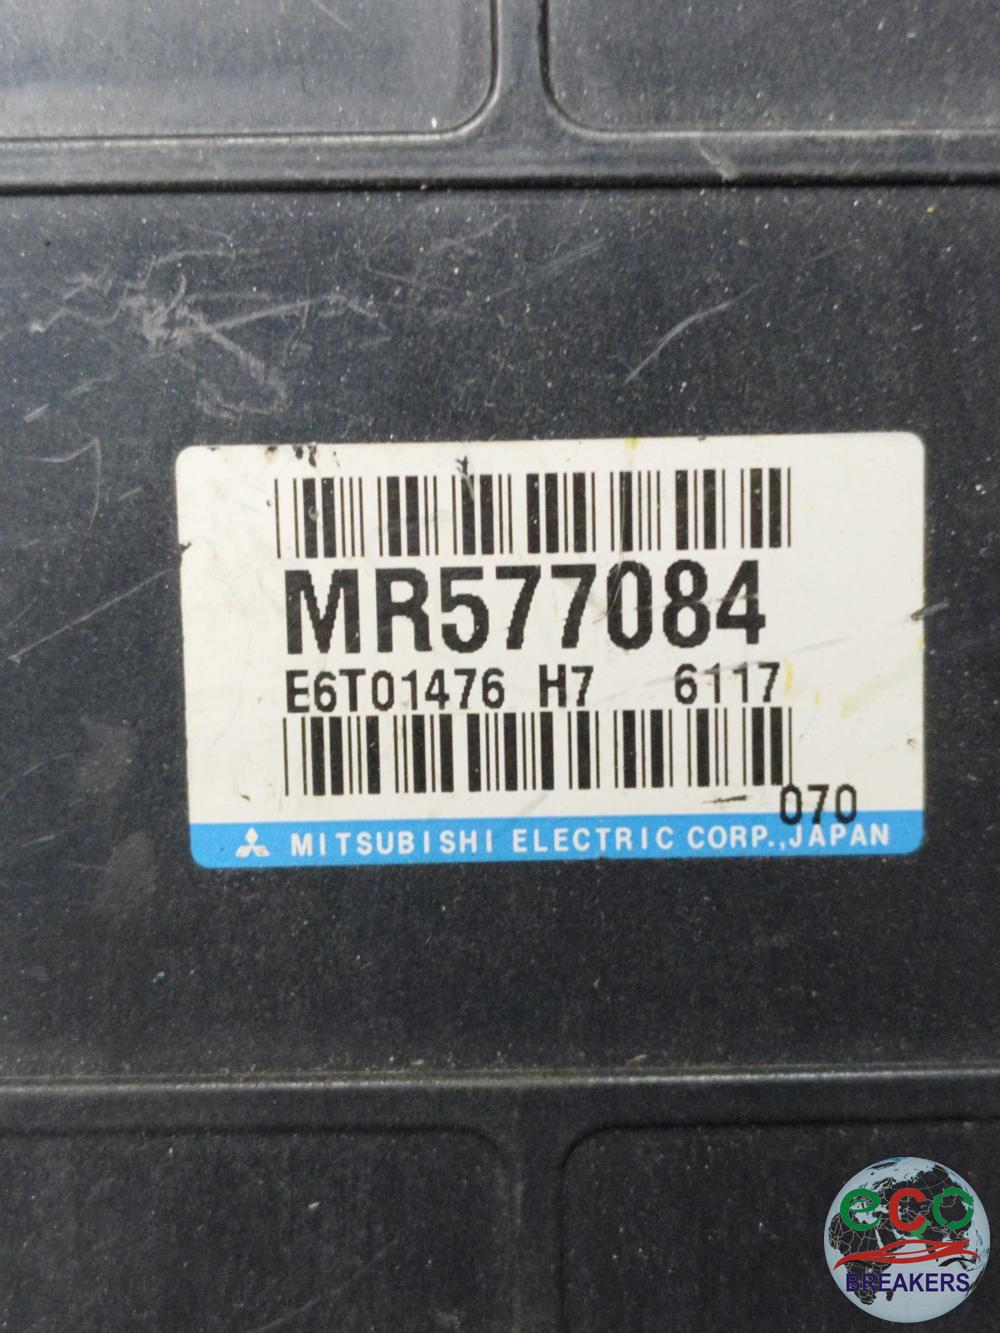 MR577084
E6T01476 H7 6117
070
MITSUBISHI ELECTRIC CORP.,JAPAN
eco
BREAKERS